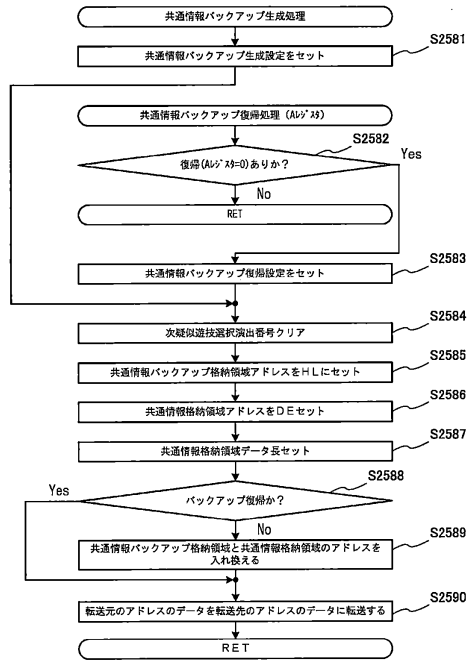 共通情報バックアップ生成処理
S2581
共通情報バックアップ生成設定をセット
共通情報バックアップ復帰処理 (Aレジスタ)
S2582
復帰(Aレジスタ=0)ありか？
Yes
No
RET
S2583
共通情報バックアップ復帰設定をセット
S2584
次疑似遊技選択演出番号クリア
S2585
共通情報バックアップ格納領域アドレスをHLにセット
S2586
共通情報格納領域アドレスをDEセット
S2587
共通情報格納領域データ長セット
S2588
Yes
バックアップ復帰か？
No
S2589
共通情報バックアップ格納領域と共通情報格納領域のアドレスを
入れ換える
S2590
転送元のアドレスのデータを転送先のアドレスのデータに転送する
RET